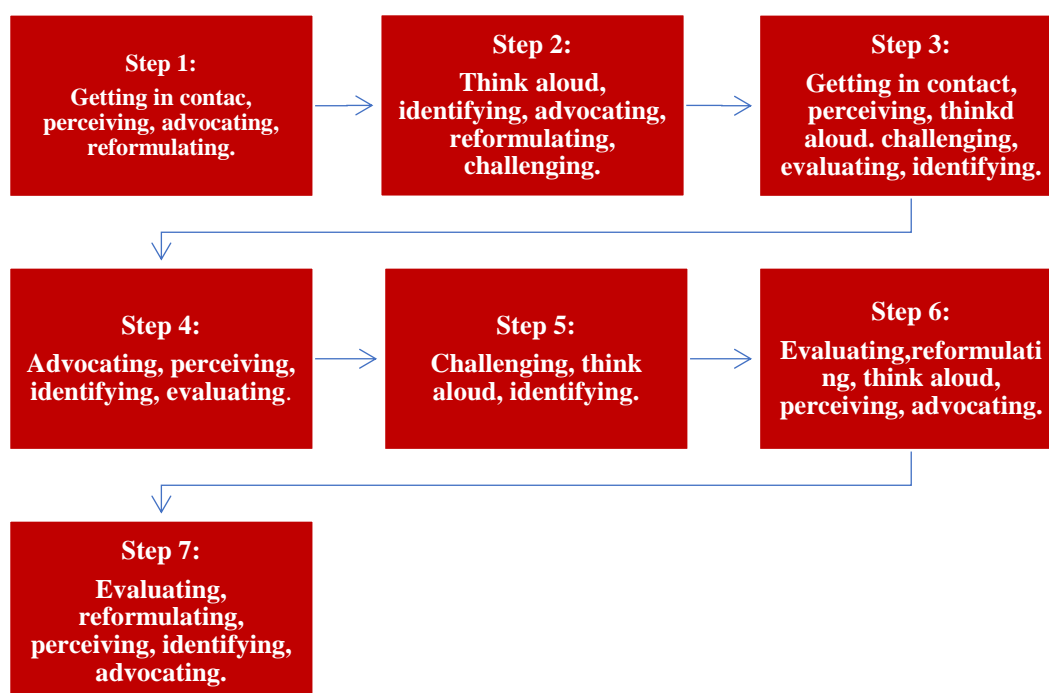 Step 1:
Getting in contac,
perceiving, advocating,
reformulating.
Step 2:
Think aloud,
identifying, advocating,
reformulating,
challenging.
Step 3:
Getting in contact,
perceiving, thinkd
aloud. challenging,
evaluating, identifying.
Step 4:
Advocating, perceiving,
identifying, evaluating.
Step 5:
Challenging, think
aloud, identifying.
Step 6:
Evaluating,reformulati
ng, think aloud,
perceiving, advocating.
Step 7:
Evaluating,
reformulating,
perceiving, identifying,
advocating.